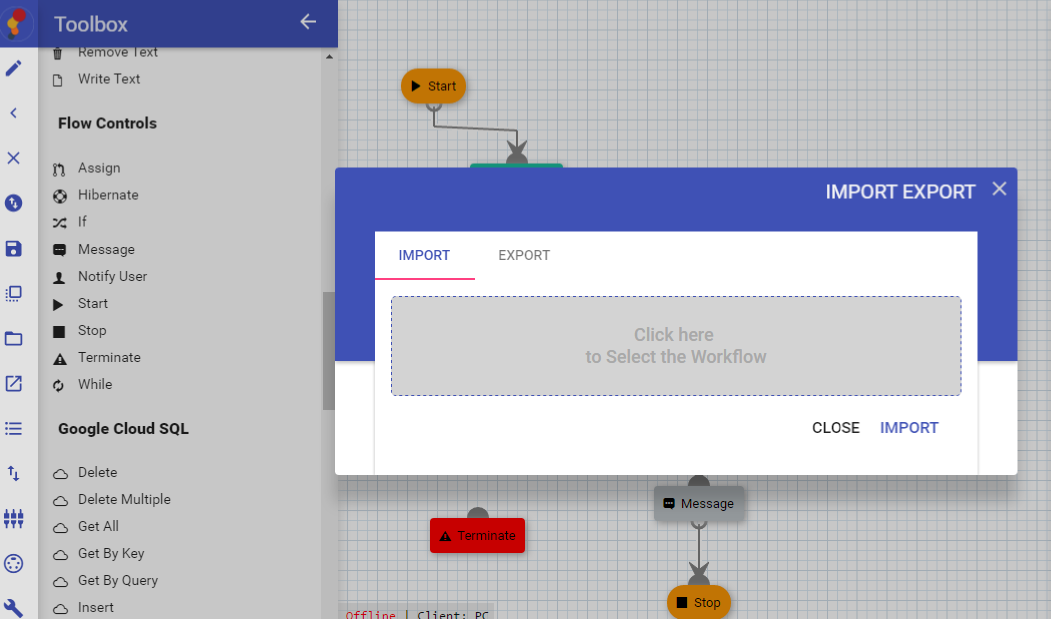 Toolbox
Remove Text
Write Text
Flow Controls
Assign
Hibernate
If
Message
Notify User
Start
Stop
Terminate
While
Google Cloud SQL
Delete
Delete Multiple
Get All
Get By Key
Get By Query
Insert
Start
IMPORT EXPORT
IMPORT
EXPORT
Click here
to Select the Workflow
CLOSE
IMPORT
Message
Terminate
Stop
Offline | Client: PC